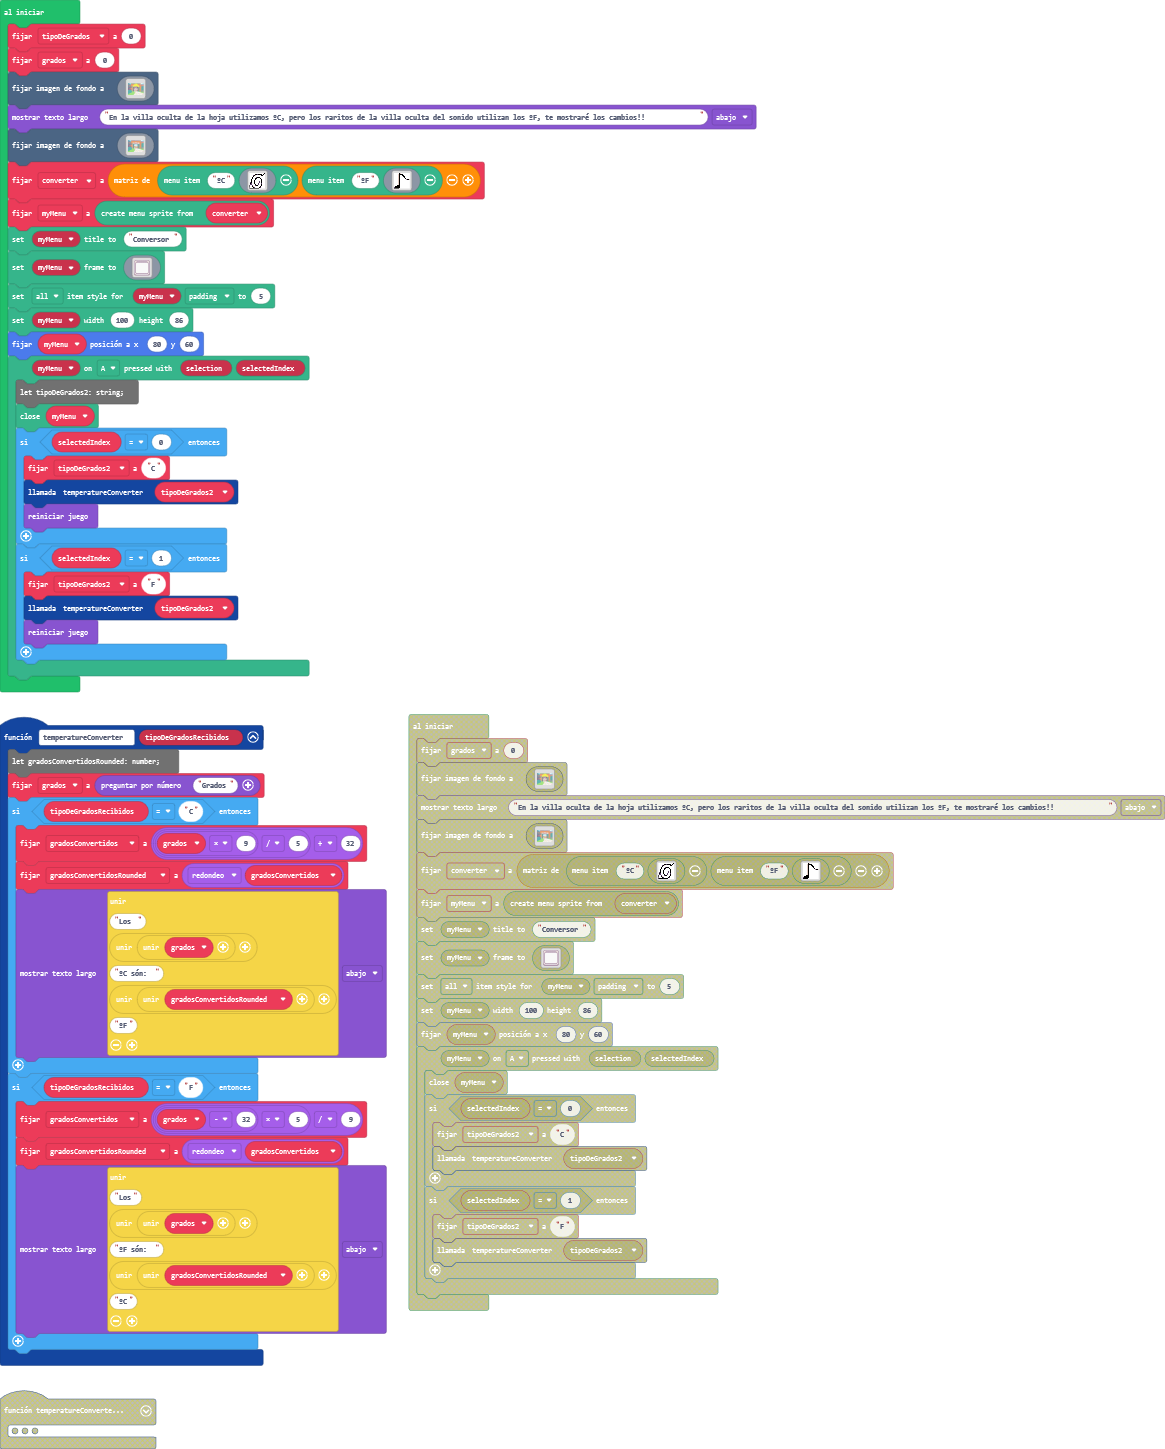 al iniciar
fijar tipoDeGrados a 0
fijar grados a 0
fijar imagen de fondo a
mostrar texto largo "En la villa oculta de la hoja utilizamos ºC, pero los raritos de la villa oculta del sonido utilizan los ºF, te mostraré los cambios!!" abajo
fijar imagen de fondo a
fijar converter a matriz de menu item "ºC" menu item "ºF"
fijar myMenu a create menu sprite from converter
set myMenu title to "Conversor"
set myMenu frame to
set all item style for myMenu padding to 5
set myMenu width 100 height 86
fijar myMenu posición a x 80 y 60
myMenu on A pressed with selection selectedIndex
let tipoDeGrados2: string;
close myMenu
si selectedIndex = 0 entonces
fijar tipoDeGrados2 a "C"
llamada temperatureConverter tipoDeGrados2
reiniciar juego
si selectedIndex = 1 entonces
fijar tipoDeGrados2 a "F"
llamada temperatureConverter tipoDeGrados2
reiniciar juego
función temperatureConverter tipoDeGradosRecibidos
let gradosConvertidosRounded: number;
fijar grados a preguntar por número "Grados"
si tipoDeGradosRecibidos = "C" entonces
fijar gradosConvertidos a grados × 9 / 5 + 32
fijar gradosConvertidosRounded a redondeo gradosConvertidos
unir
"Los "
unir unir grados
mostrar texto largo "ºC són: " abajo
unir unir gradosConvertidosRounded
"ºF"
si tipoDeGradosRecibidos = "F" entonces
fijar gradosConvertidos a grados - 32 × 5 / 9
fijar gradosConvertidosRounded a redondeo gradosConvertidos
unir
"Los"
unir unir grados
mostrar texto largo "ºF són: " abajo
unir unir gradosConvertidosRounded
"ºC"
función temperatureConverte...
al iniciar
fijar grados a 0
fijar imagen de fondo a
mostrar texto largo "En la villa oculta de la hoja utilizamos ºC, pero los raritos de la villa oculta del sonido utilizan los ºF, te mostraré los cambios!!" abajo
fijar imagen de fondo a
fijar converter a matriz de menu item "ºC" menu item "ºF"
fijar myMenu a create menu sprite from converter
set myMenu title to "Conversor"
set myMenu frame to
set all item style for myMenu padding to 5
set myMenu width 100 height 86
fijar myMenu posición a x 80 y 60
myMenu on A pressed with selection selectedIndex
close myMenu
si selectedIndex = 0 entonces
fijar tipoDeGrados2 a "C"
llamada temperatureConverter tipoDeGrados2
si selectedIndex = 1 entonces
fijar tipoDeGrados2 a "F"
llamada temperatureConverter tipoDeGrados2